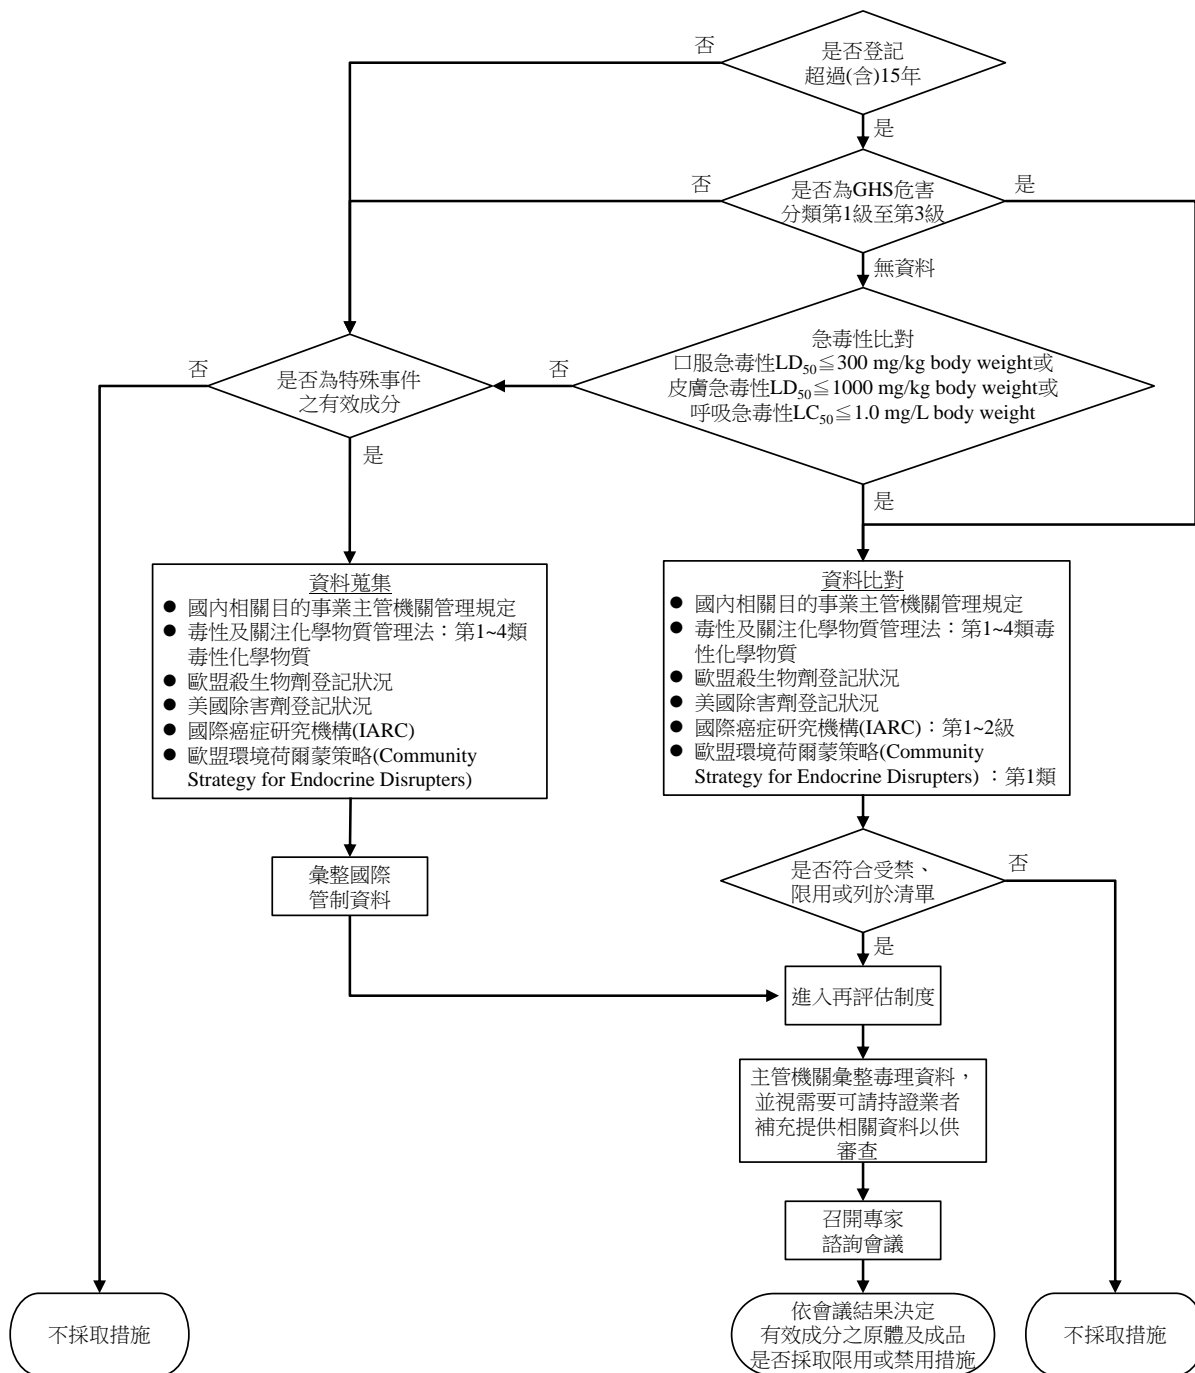 是否登記
超過(含)15年
否
是
是否為GHS危害
分類第1級至第3級
否
是
無資料
急毒性比對
口服急毒性LD₅₀≦300 mg/kg body weight或
皮膚急毒性LD₅₀≦1000 mg/kg body weight或
呼吸急毒性LC₅₀≦1.0 mg/L body weight
否
是
是否為特殊事件
之有效成分
否
是
資料蒐集
● 國內相關目的事業主管機關管理規定
● 毒性及關注化學物質管理法：第1~4類
毒性化學物質
● 歐盟殺生物劑登記狀況
● 美國除害劑登記狀況
● 國際癌症研究機構(IARC)
● 歐盟環境荷爾蒙策略(Community
Strategy for Endocrine Disrupters)
資料比對
● 國內相關目的事業主管機關管理規定
● 毒性及關注化學物質管理法：第1~4類毒
性化學物質
● 歐盟殺生物劑登記狀況
● 美國除害劑登記狀況
● 國際癌症研究機構(IARC)：第1~2級
● 歐盟環境荷爾蒙策略(Community
Strategy for Endocrine Disrupters) ：第1類
彙整國際
管制資料
是否符合受禁、
限用或列於清單
否
是
進入再評估制度
主管機關彙整毒理資料，
並視需要可請持證業者
補充提供相關資料以供
審查
召開專家
諮詢會議
不採取措施
依會議結果決定
有效成分之原體及成品
是否採取限用或禁用措施
不採取措施